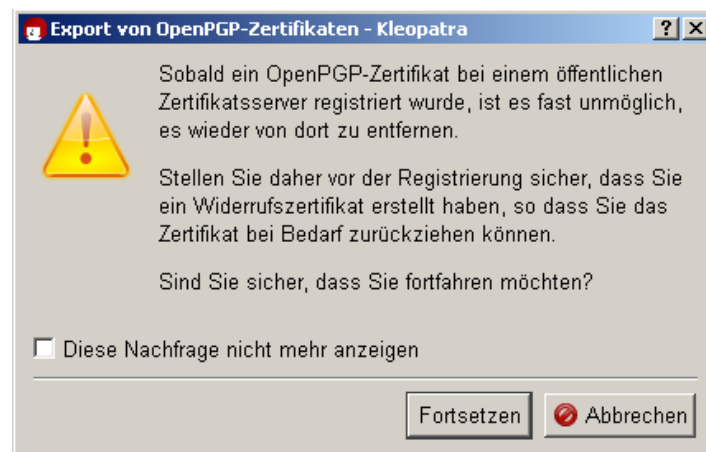 Export von OpenPGP-Zertifikaten - Kleopatra
Sobald ein OpenPGP-Zertifikat bei einem öffentlichen
Zertifikatsserver registriert wurde, ist es fast unmöglich,
es wieder von dort zu entfernen.
Stellen Sie daher vor der Registrierung sicher, dass Sie
ein Widerrufszertifikat erstellt haben, so dass Sie das
Zertifikat bei Bedarf zurückziehen können.
Sind Sie sicher, dass Sie fortfahren möchten?
Diese Nachfrage nicht mehr anzeigen
Fortsetzen Abbrechen